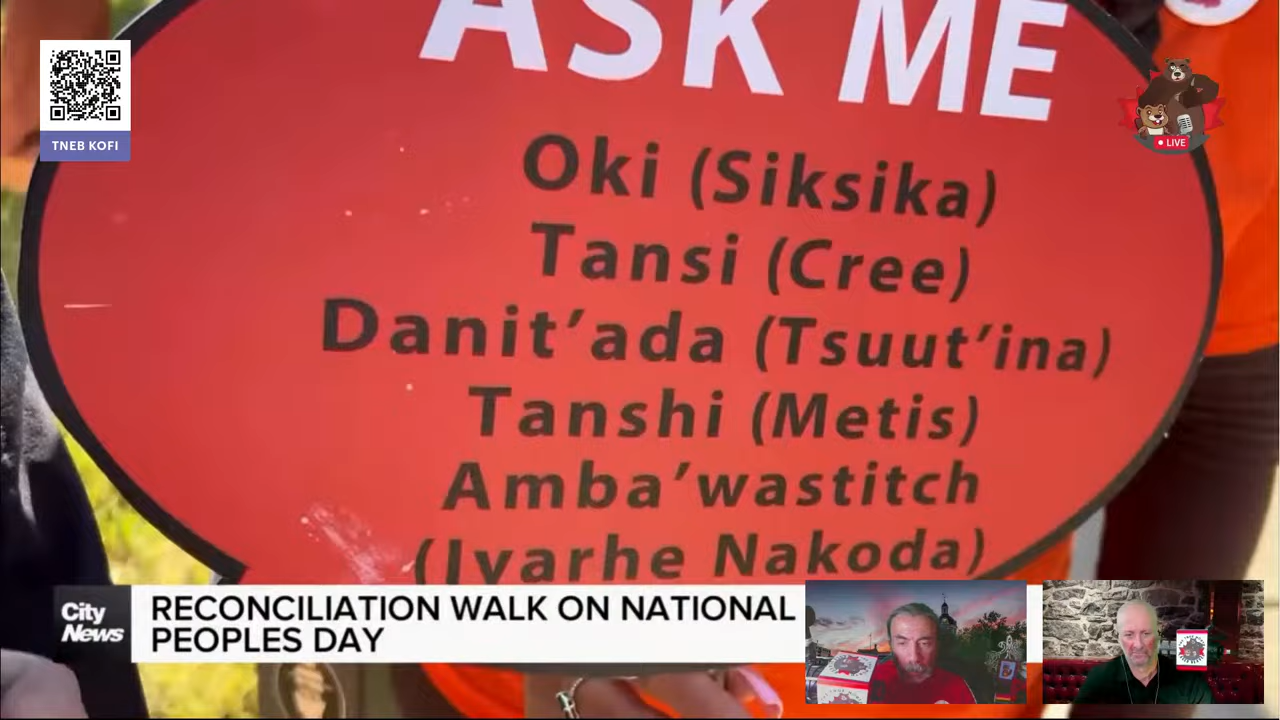 ASK ME
Oki (Siksika)
Tansi (Cree)
Danit'ada (Tsuut'ina)
Tanshi (Metis)
Amba'wastitch
(Iyarhe Nakoda)
TNEB KOFI
LIVE
City
News
RECONCILIATION WALK ON NATIONAL
PEOPLES DAY